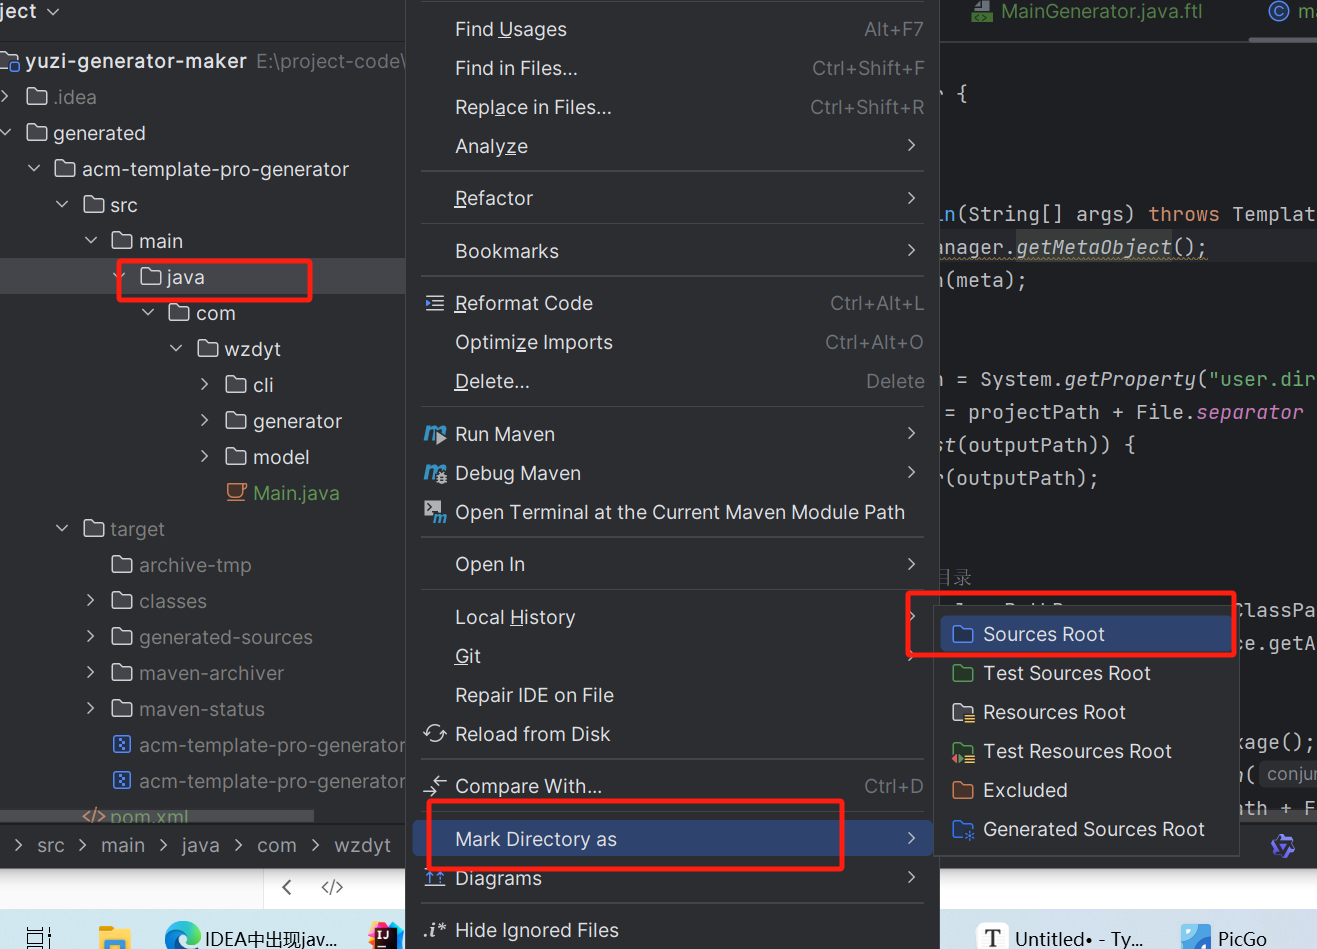 ject
yuzi-generator-maker E:\project-code\
.idea
generated
acm-template-pro-generator
src
main
java
com
wzdyt
cli
generator
model
Main.java
target
archive-tmp
classes
generated-sources
maven-archiver
maven-status
acm-template-pro-generator
acm-template-pro-generator
pom.xml
src > main > java > com > wzdyt
Find Usages Alt+F7
Find in Files... Ctrl+Shift+F
Replace in Files... Ctrl+Shift+R
Analyze
Refactor
Bookmarks
Reformat Code Ctrl+Alt+L
Optimize Imports Ctrl+Alt+O
Delete... Delete
Run Maven
Debug Maven
Open Terminal at the Current Maven Module Path
Open In
Local History
Git
Repair IDE on File
Reload from Disk
Compare With... Ctrl+D
Mark Directory as
Diagrams
Hide Ignored Files
Sources Root
Test Sources Root
Resources Root
Test Resources Root
Excluded
Generated Sources Root
MainGenerator.java.ftl
{
(String[] args) throws Templat
nager.getMetaObject();
(meta);
= System.getProperty("user.dir
= projectPath + File.separator
st(outputPath)) {
r(outputPath);
目录
ClassPa
ce.getA
kage();
conju
th + F
IDEA中出现jav...
Untitled• - Ty...
PicGo